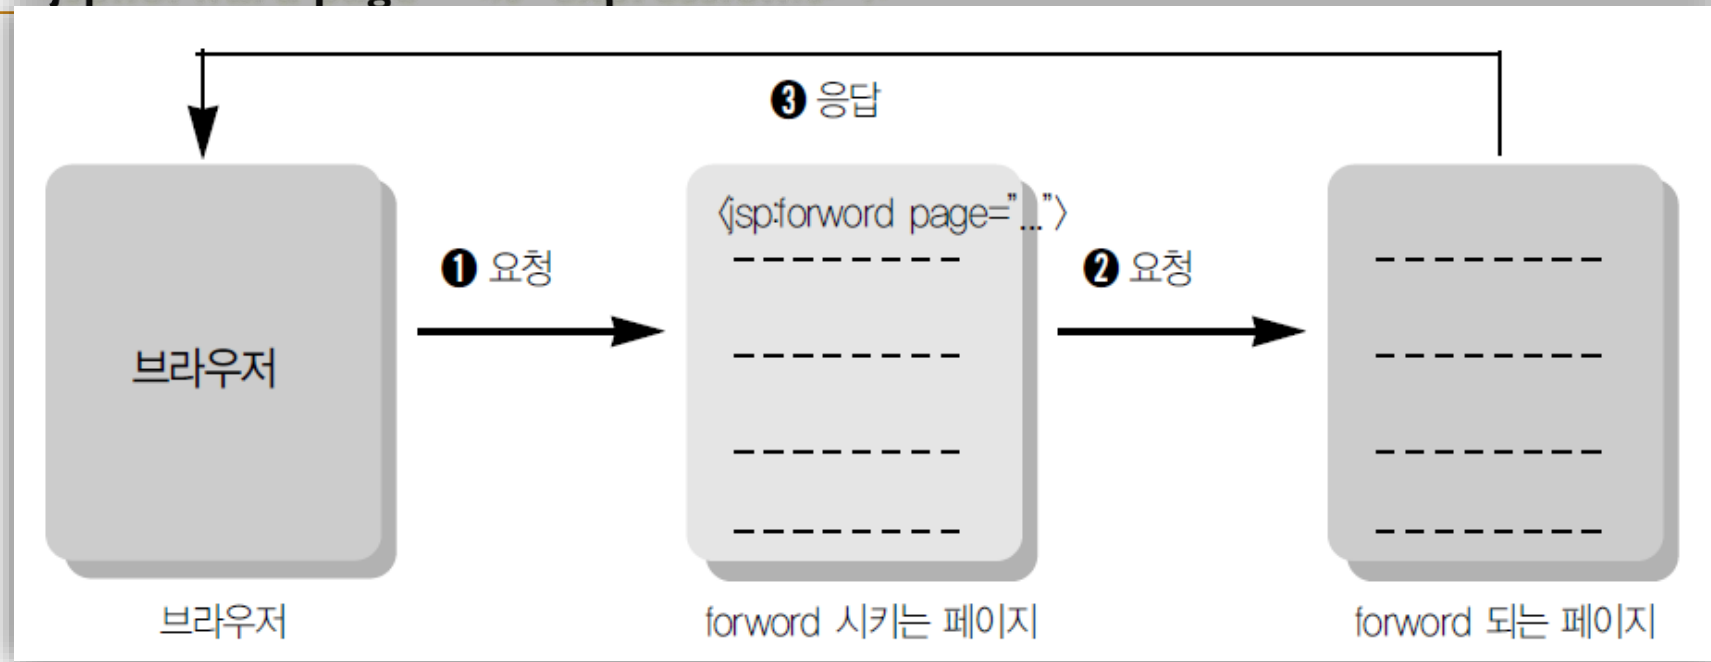 ❸ 응답
<jsp:forword page="...">
❶ 요청
❷ 요청
브라우저
브라우저
forword 시키는 페이지
forword 되는 페이지